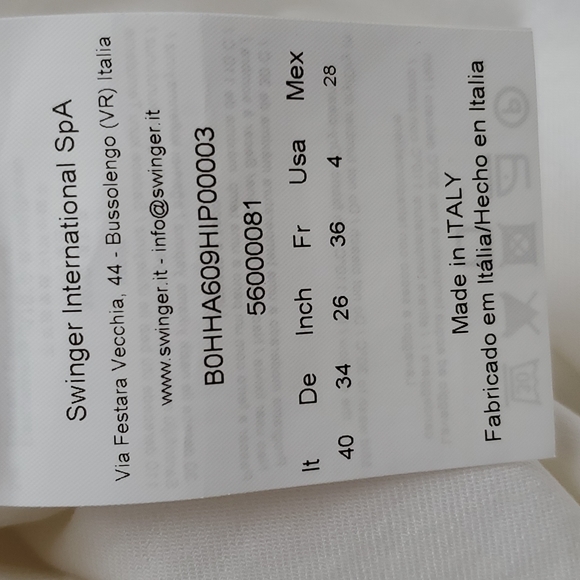 Swinger International SpA
Via Festara Vecchia, 44 - Bussolengo (VR) Italia
www.swinger.it - info@swinger.it
B0HHA609HIP00003
56000081
It De Inch Fr Usa Mex
40 34 26 36 4 28
Made in ITALY
Fabricado em Itália/Hecho en Italia